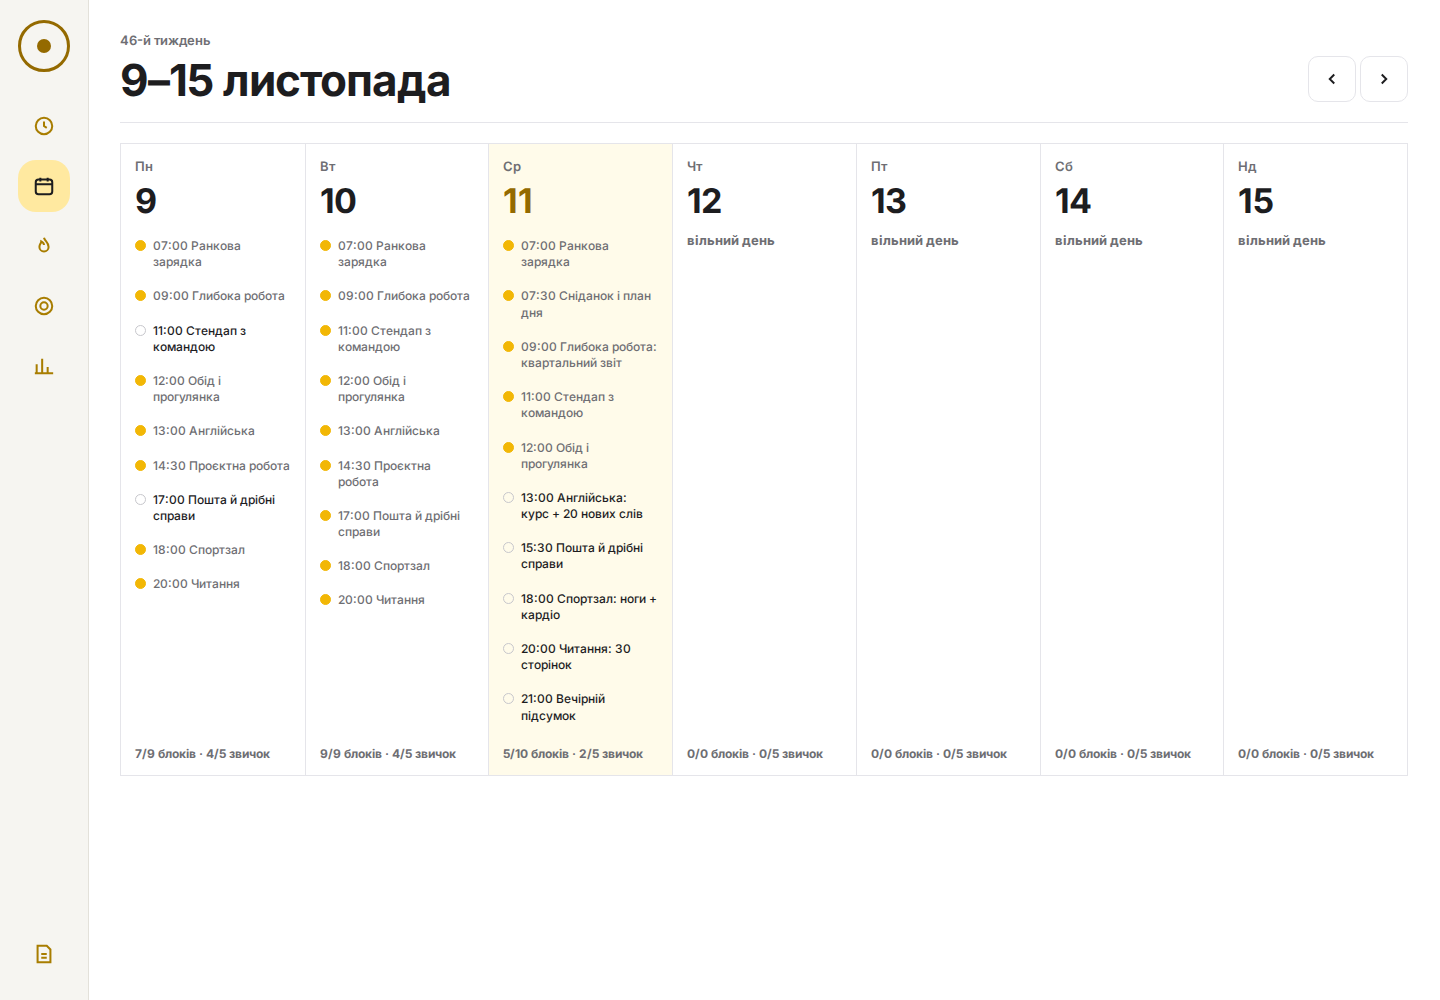 46-й тиждень
9–15 листопада
Пн
9
07:00 Ранкова
зарядка
09:00 Глибока робота
11:00 Стендап з
командою
12:00 Обід і
прогулянка
13:00 Англійська
14:30 Проєктна робота
17:00 Пошта й дрібні
справи
18:00 Спортзал
20:00 Читання
7/9 блоків · 4/5 звичок
Вт
10
07:00 Ранкова
зарядка
09:00 Глибока робота
11:00 Стендап з
командою
12:00 Обід і
прогулянка
13:00 Англійська
14:30 Проєктна
робота
17:00 Пошта й дрібні
справи
18:00 Спортзал
20:00 Читання
9/9 блоків · 4/5 звичок
Ср
11
07:00 Ранкова
зарядка
07:30 Сніданок і план
дня
09:00 Глибока робота:
квартальний звіт
11:00 Стендап з
командою
12:00 Обід і
прогулянка
13:00 Англійська:
курс + 20 нових слів
15:30 Пошта й дрібні
справи
18:00 Спортзал: ноги +
кардіо
20:00 Читання: 30
сторінок
21:00 Вечірній
підсумок
5/10 блоків · 2/5 звичок
Чт
12
вільний день
0/0 блоків · 0/5 звичок
Пт
13
вільний день
0/0 блоків · 0/5 звичок
Сб
14
вільний день
0/0 блоків · 0/5 звичок
Нд
15
вільний день
0/0 блоків · 0/5 звичок